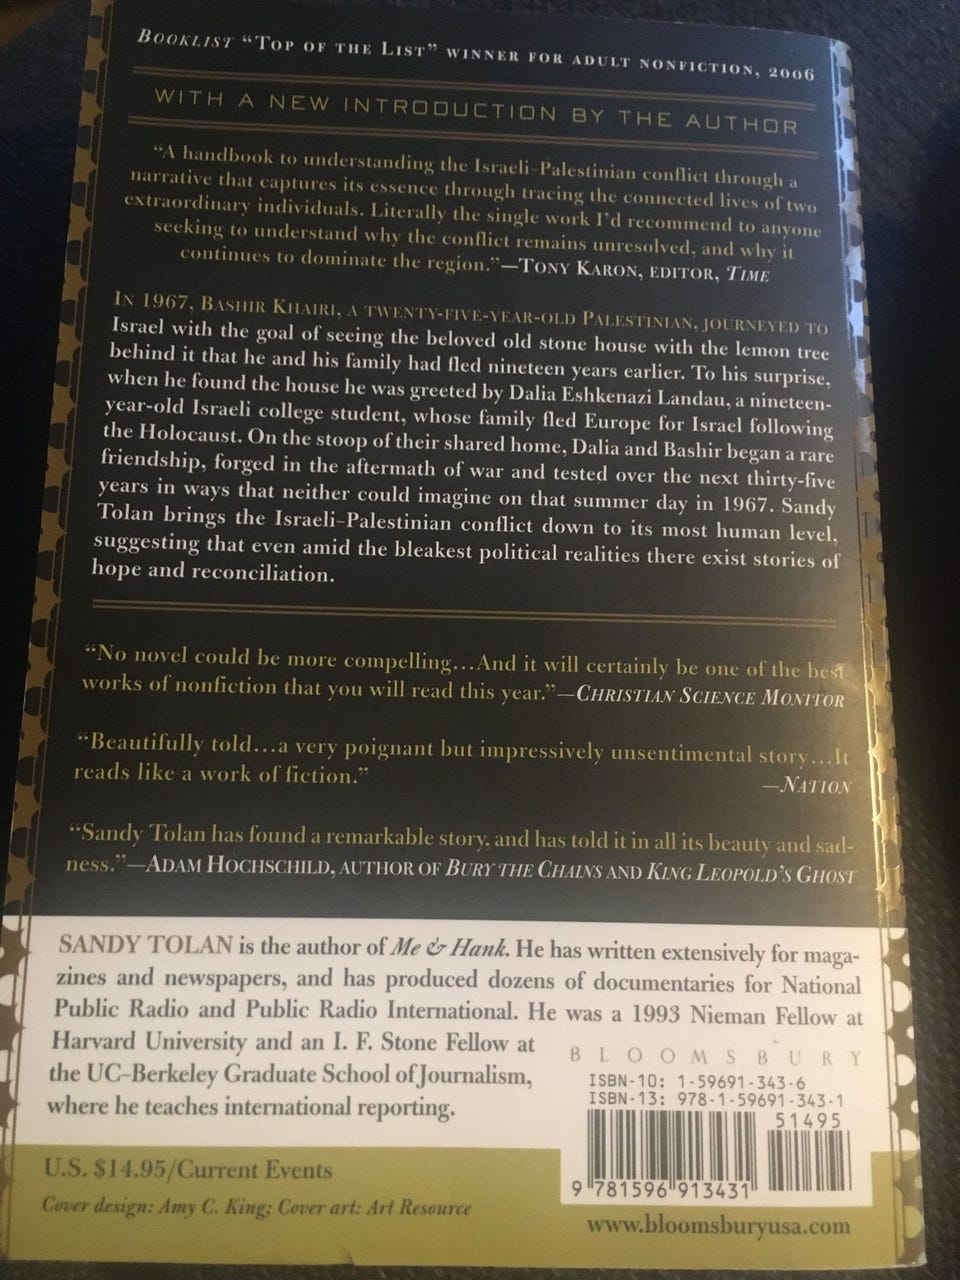 BOOKLIST “TOP OF THE LIST” WINNER FOR ADULT NONFICTION, 2006
WITH A NEW INTRODUCTION BY THE AUTHOR
“A handbook to understanding the Israeli-Palestinian conflict through a
narrative that captures its essence through tracing the connected lives of two
extraordinary individuals. Literally the single work I’d recommend to anyone
seeking to understand why the conflict remains unresolved, and why it
continues to dominate the region.”—TONY KARON, EDITOR, TIME
IN 1967, BASHIR KHAIRI, A TWENTY-FIVE-YEAR-OLD PALESTINIAN, JOURNEYED TO
Israel with the goal of seeing the beloved old stone house with the lemon tree
behind it that he and his family had fled nineteen years earlier. To his surprise,
when he found the house he was greeted by Dalia Eshkenazi Landau, a nineteen-
year-old Israeli college student, whose family fled Europe for Israel following
the Holocaust. On the stoop of their shared home, Dalia and Bashir began a rare
friendship, forged in the aftermath of war and tested over the next thirty-five
years in ways that neither could imagine on that summer day in 1967. Sandy
Tolan brings the Israeli-Palestinian conflict down to its most human level,
suggesting that even amid the bleakest political realities there exist stories of
hope and reconciliation.
“No novel could be more compelling…And it will certainly be one of the best
works of nonfiction that you will read this year.”—CHRISTIAN SCIENCE MONITOR
“Beautifully told…a very poignant but impressively unsentimental story…It
reads like a work of fiction.”
—NATION
“Sandy Tolan has found a remarkable story, and has told it in all its beauty and sad-
ness.”—ADAM HOCHSCHILD, AUTHOR OF BURY THE CHAINS AND KING LEOPOLD’S GHOST
SANDY TOLAN is the author of Me & Hank. He has written extensively for maga-
zines and newspapers, and has produced dozens of documentaries for National
Public Radio and Public Radio International. He was a 1993 Nieman Fellow at
Harvard University and an I. F. Stone Fellow at
the UC-Berkeley Graduate School of Journalism,
where he teaches international reporting.
BLOOMSBURY
ISBN-10: 1-59691-343-6
ISBN-13: 978-1-59691-343-1
51495
9 781596 913431
U.S. $14.95/Current Events
Cover design: Amy C. King; Cover art: Art Resource
www.bloomsburyusa.com